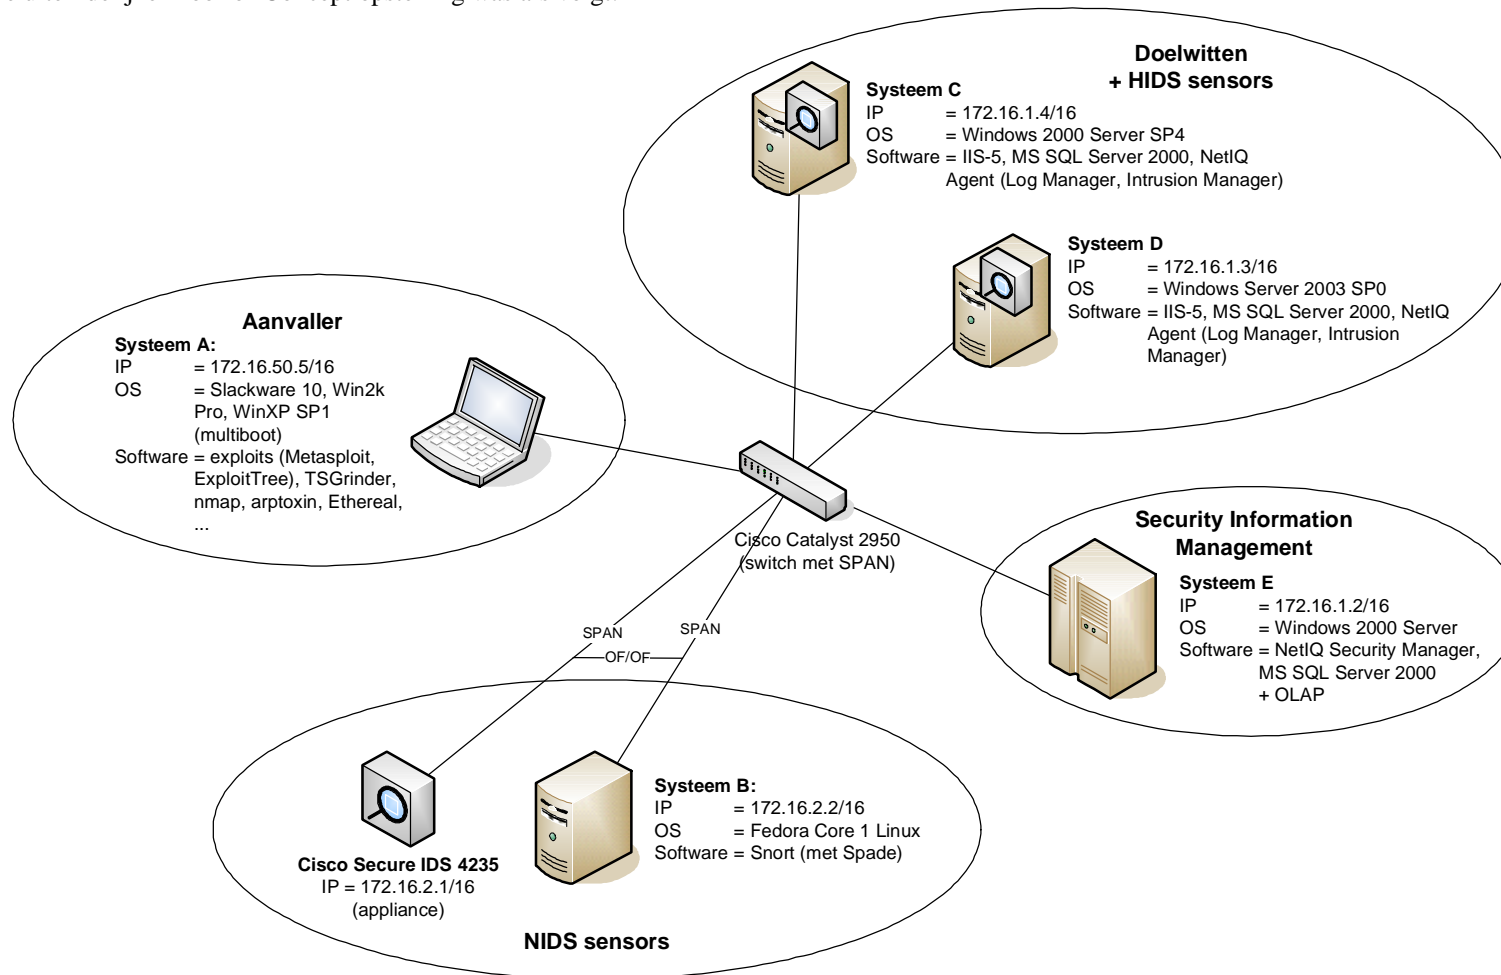 Doelwitten
+ HIDS sensors
Systeem C
IP = 172.16.1.4/16
OS = Windows 2000 Server SP4
Software = IIS-5, MS SQL Server 2000, NetIQ
Agent (Log Manager, Intrusion Manager)
Systeem D
IP = 172.16.1.3/16
OS = Windows Server 2003 SP0
Software = IIS-5, MS SQL Server 2000, NetIQ
Agent (Log Manager, Intrusion
Manager)
Aanvaller
Systeem A:
IP = 172.16.50.5/16
OS = Slackware 10, Win2k
Pro, WinXP SP1
(multiboot)
Software = exploits (Metasploit,
ExploitTree), TSGrinder,
nmap, arptoxin, Ethereal,
...
Cisco Catalyst 2950
(switch met SPAN)
Security Information
Management
Systeem E
IP = 172.16.1.2/16
OS = Windows 2000 Server
Software = NetIQ Security Manager,
MS SQL Server 2000
+ OLAP
SPAN
SPAN
OF/OF
Systeem B:
IP = 172.16.2.2/16
OS = Fedora Core 1 Linux
Software = Snort (met Spade)
Cisco Secure IDS 4235
IP = 172.16.2.1/16
(appliance)
NIDS sensors